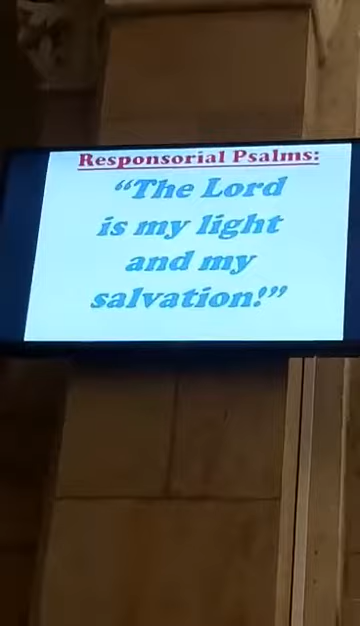 Responsorial Psalms:
“The Lord
is my light
and my
salvation!”